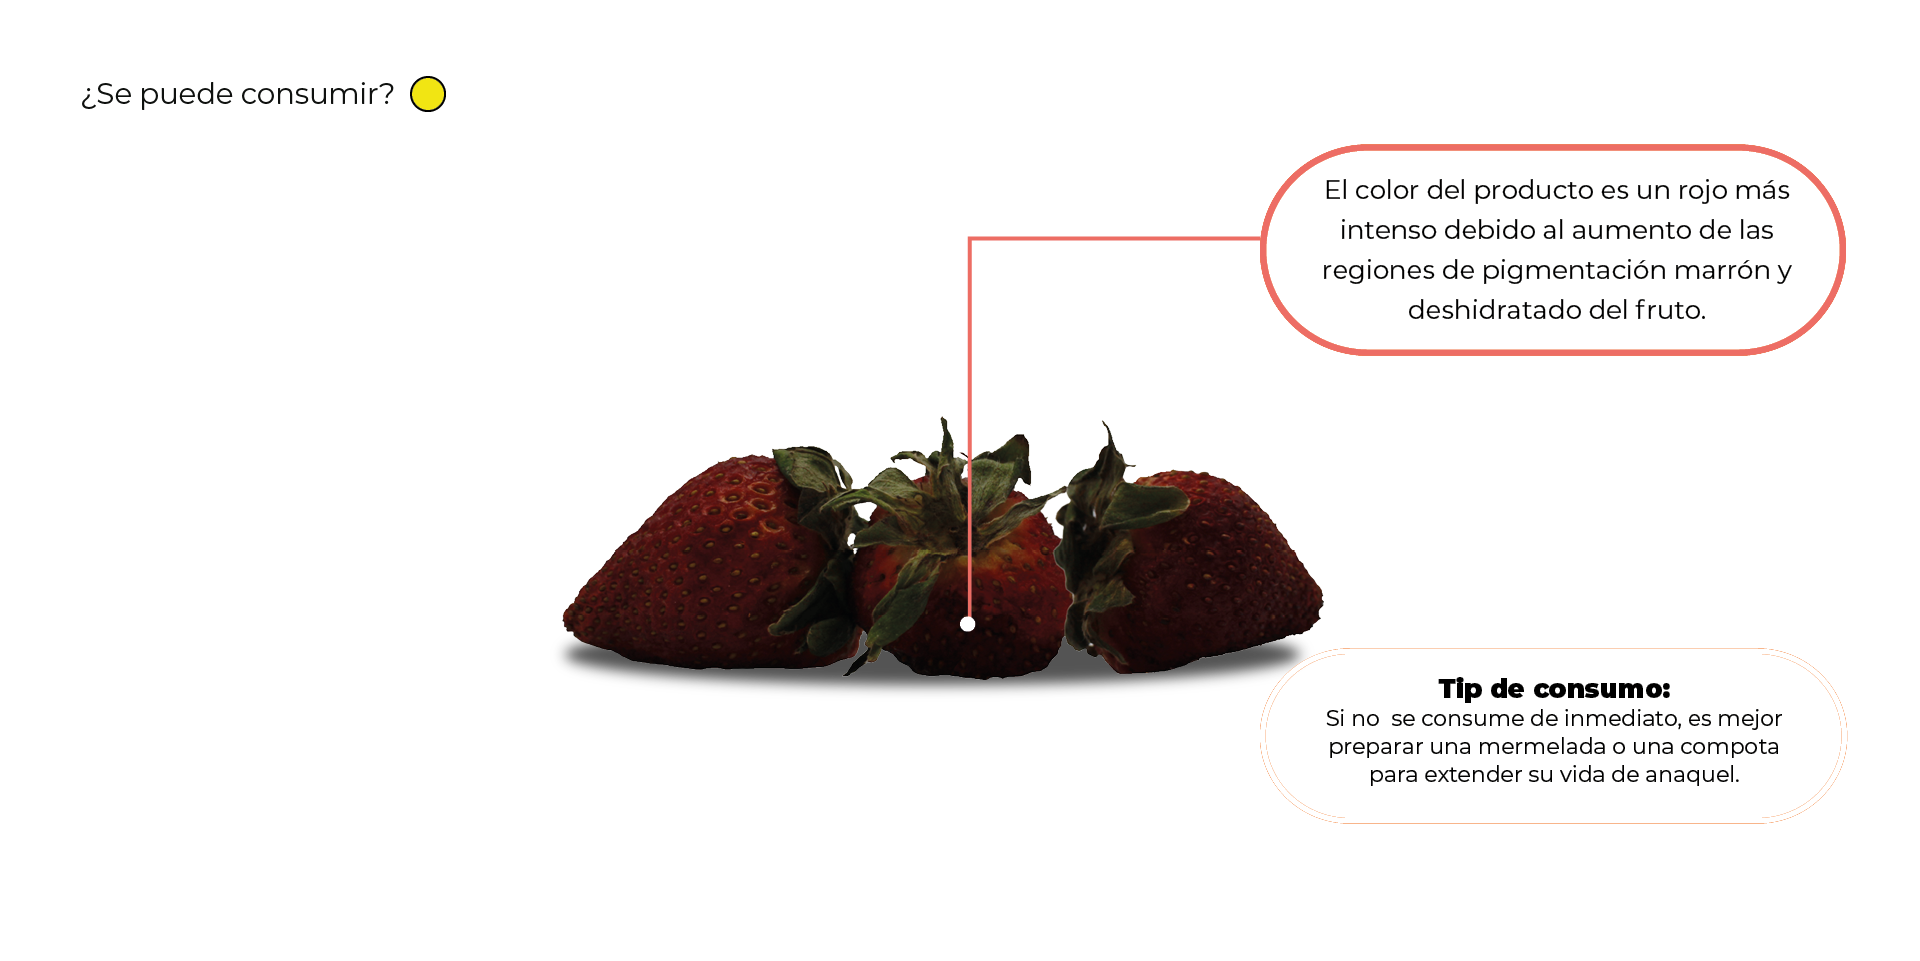 ¿Se puede consumir?
El color del producto es un rojo más
intenso debido al aumento de las
regiones de pigmentación marrón y
deshidratado del fruto.
Tip de consumo:
Si no  se consume de inmediato, es mejor
preparar una mermelada o una compota
para extender su vida de anaquel.